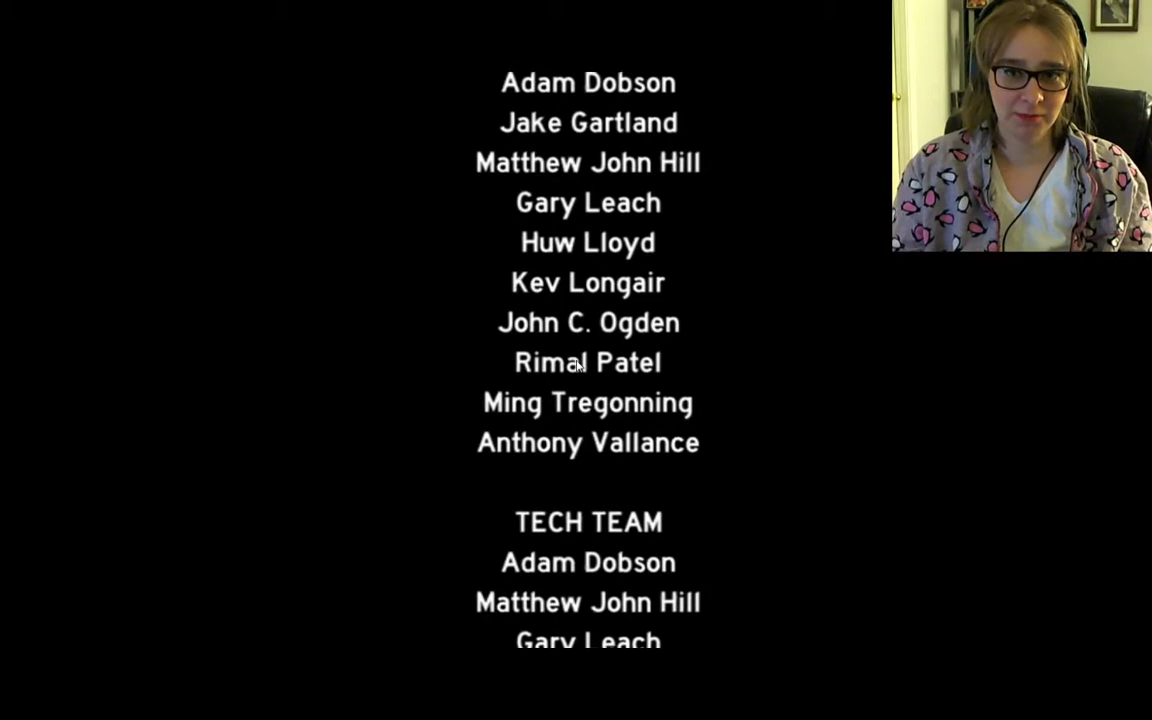 Adam Dobson
Jake Gartland
Matthew John Hill
Gary Leach
Huw Lloyd
Kev Longair
John C. Ogden
Rimal Patel
Ming Tregonning
Anthony Vallance
TECH TEAM
Adam Dobson
Matthew John Hill
Gary Leach